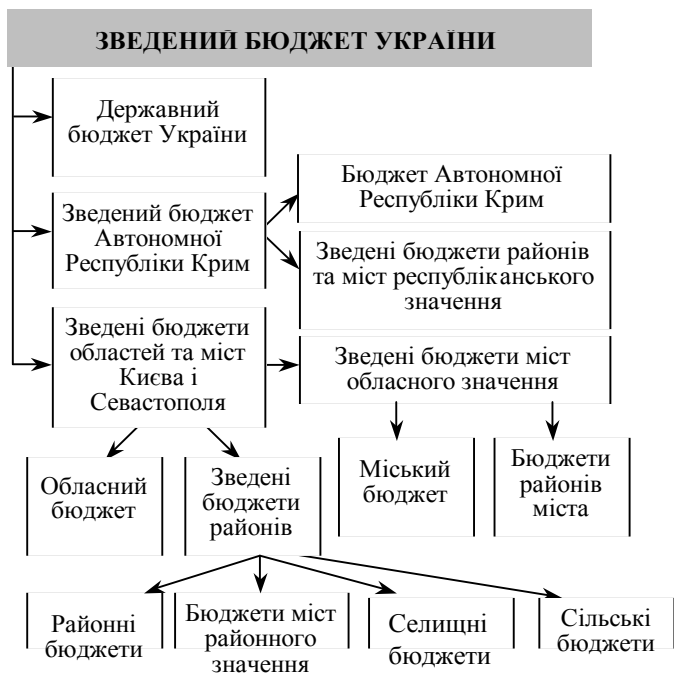 ЗВЕДЕНИЙ БЮДЖЕТ УКРАЇНИ
Державний
бюджет України
Зведений бюджет
Автономної
Республіки Крим
Бюджет Автономної
Республіки Крим
Зведені бюджети районів
та міст республіканського
значення
Зведені бюджети
областей та міст
Києва і
Севастополя
Зведені бюджети міст
обласного значення
Обласний
бюджет
Зведені
бюджети
районів
Міський
бюджет
Бюджети
районів
міста
Районні
бюджети
Бюджети міст
районного
значення
Селищні
бюджети
Сільські
бюджети